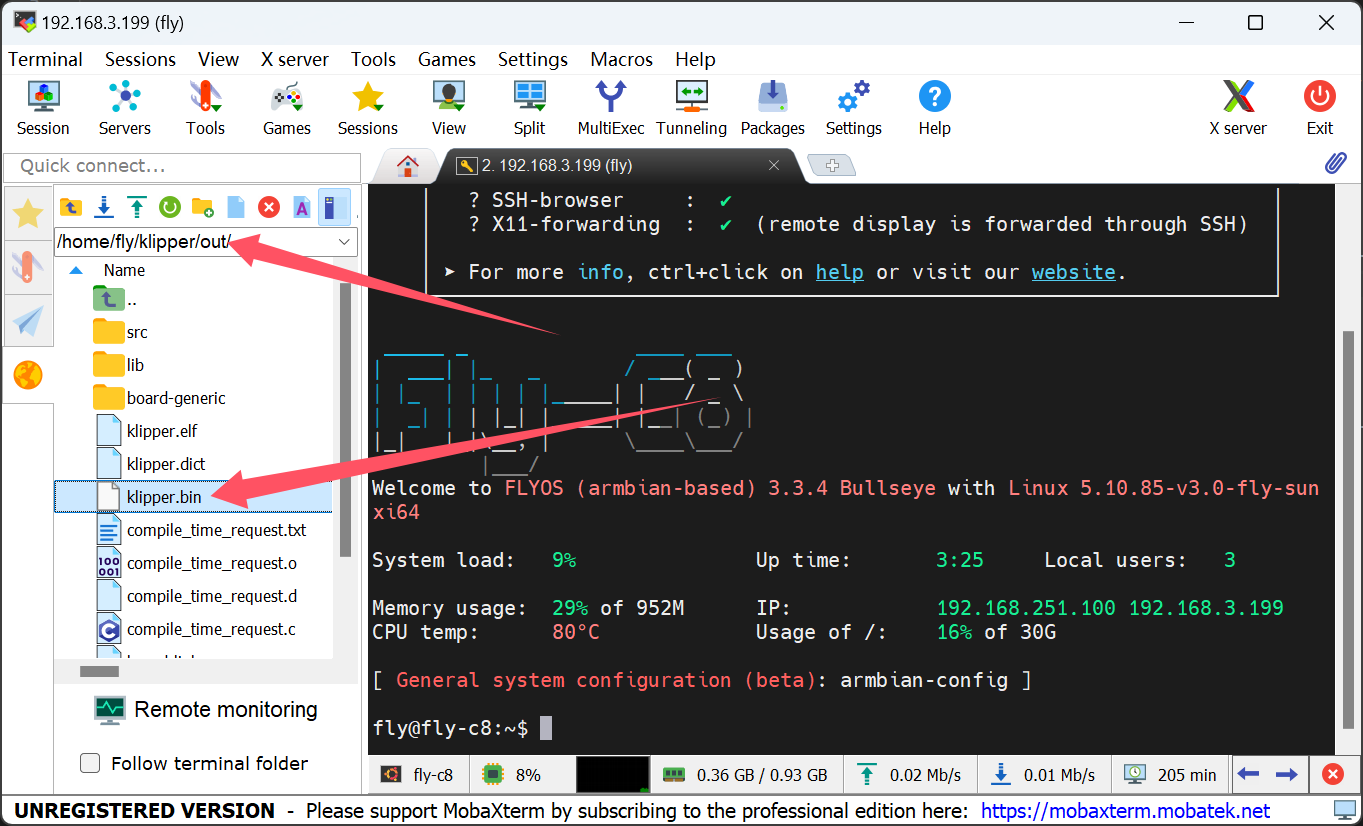 192.168.3.199 (fly)
Terminal Sessions View X server Tools Games Settings Macros Help
Session Servers Tools Games Sessions View Split MultiExec Tunneling Packages Settings Help X server Exit
Quick connect...
2. 192.168.3.199 (fly)
/home/fly/klipper/out/
Name
..
src
lib
board-generic
klipper.elf
klipper.dict
klipper.bin
compile_time_request.txt
compile_time_request.o
compile_time_request.d
compile_time_request.c
Remote monitoring
Follow terminal folder
? SSH-browser : ✔
? X11-forwarding : ✔ (remote display is forwarded through SSH)
➤ For more info, ctrl+click on help or visit our website.
Fly-C8
Welcome to FLYOS (armbian-based) 3.3.4 Bullseye with Linux 5.10.85-v3.0-fly-sun
xi64
System load: 9% Up time: 3:25 Local users: 3
Memory usage: 29% of 952M IP: 192.168.251.100 192.168.3.199
CPU temp: 80°C Usage of /: 16% of 30G
[ General system configuration (beta): armbian-config ]
fly@fly-c8:~$
fly-c8 8% 0.36 GB / 0.93 GB 0.02 Mb/s 0.01 Mb/s 205 min
UNREGISTERED VERSION - Please support MobaXterm by subscribing to the professional edition here: https://mobaxterm.mobatek.net